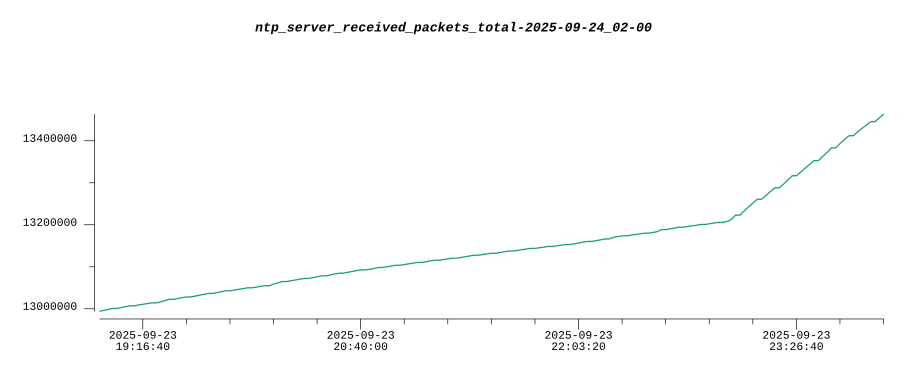 ntp_server_received_packets_total-2025-09-24_02-00
13400000
13200000
13000000
2025-09-23 2025-09-23 2025-09-23 2025-09-23
19:16:40 20:40:00 22:03:20 23:26:40